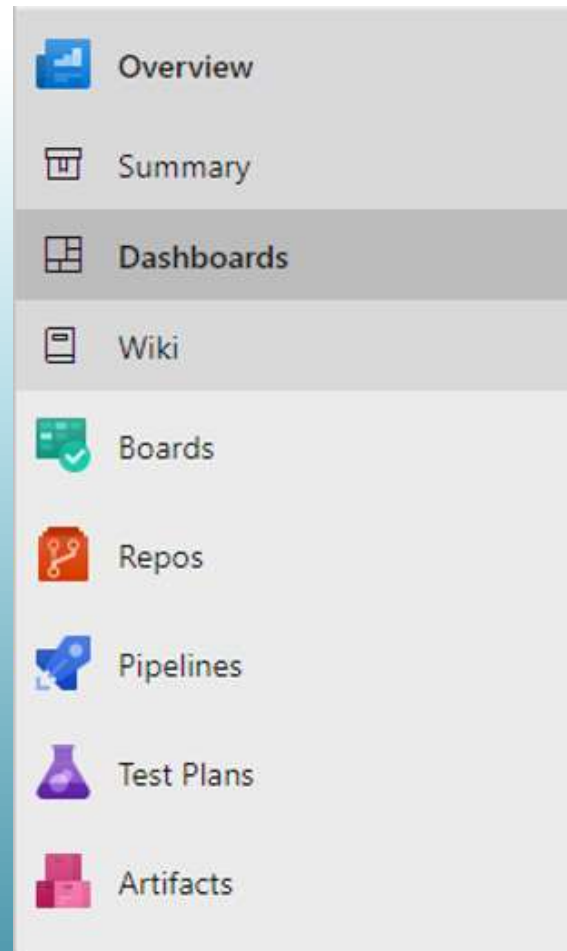 Overview
Summary
Dashboards
Wiki
Boards
Repos
Pipelines
Test Plans
Artifacts